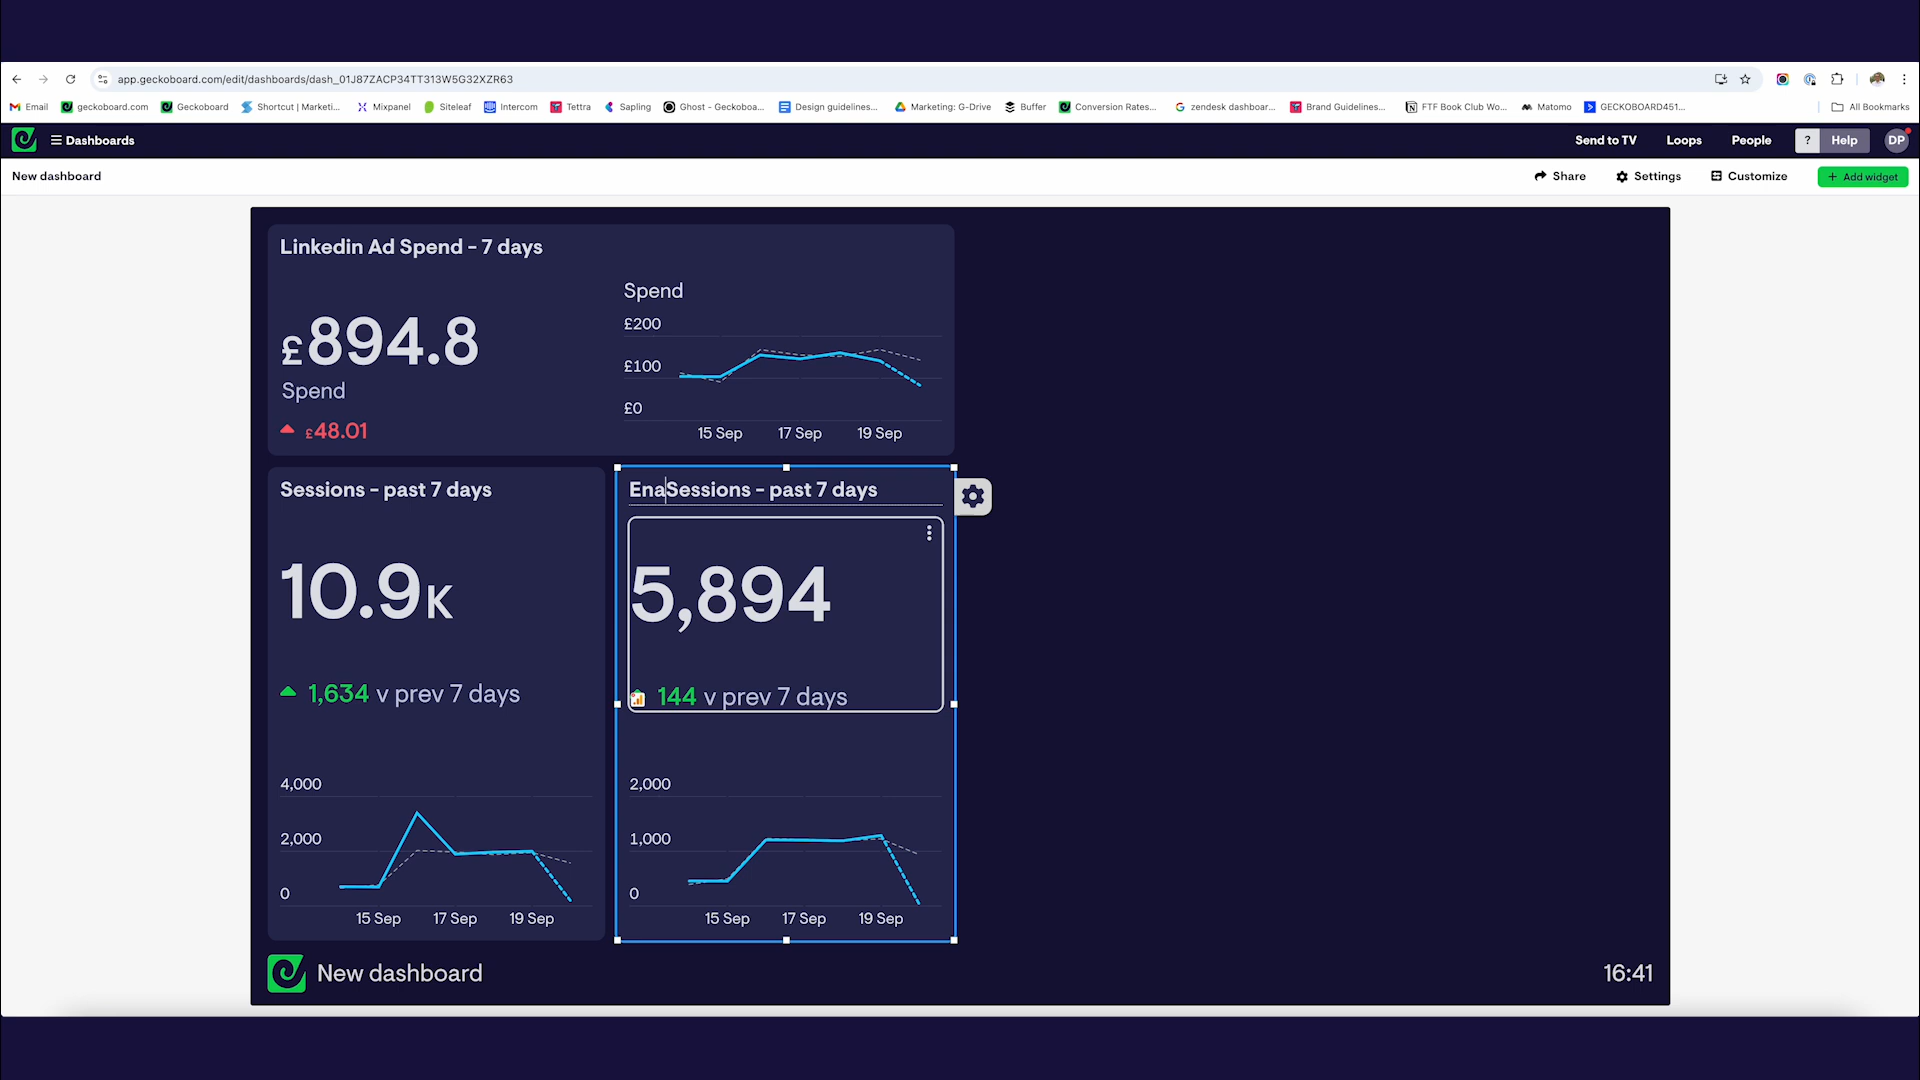 app.geckoboard.com/edit/dashboards/dash_01J87ZACP34TT313W5G32XZR63
Email geckoboard.com Geckoboard Shortcut | Marketi... Mixpanel Siteleaf Intercom Tettra Sapling Ghost - Geckoboa... Design guidelines... Marketing: G-Drive Buffer Conversion Rates... zendesk dashboar... Brand Guidelines... FTF Book Club Wo... Matomo GECKOBOARD451... All Bookmarks
Dashboards Send to TV Loops People ? Help DP
New dashboard Share Settings Customize + Add widget
Linkedin Ad Spend - 7 days
£894.8
Spend
£48.01
Spend
£200
£100
£0
15 Sep 17 Sep 19 Sep
Sessions - past 7 days
10.9K
1,634 v prev 7 days
4,000
2,000
0
15 Sep 17 Sep 19 Sep
EnaSessions - past 7 days
5,894
144 v prev 7 days
2,000
1,000
0
15 Sep 17 Sep 19 Sep
New dashboard 16:41